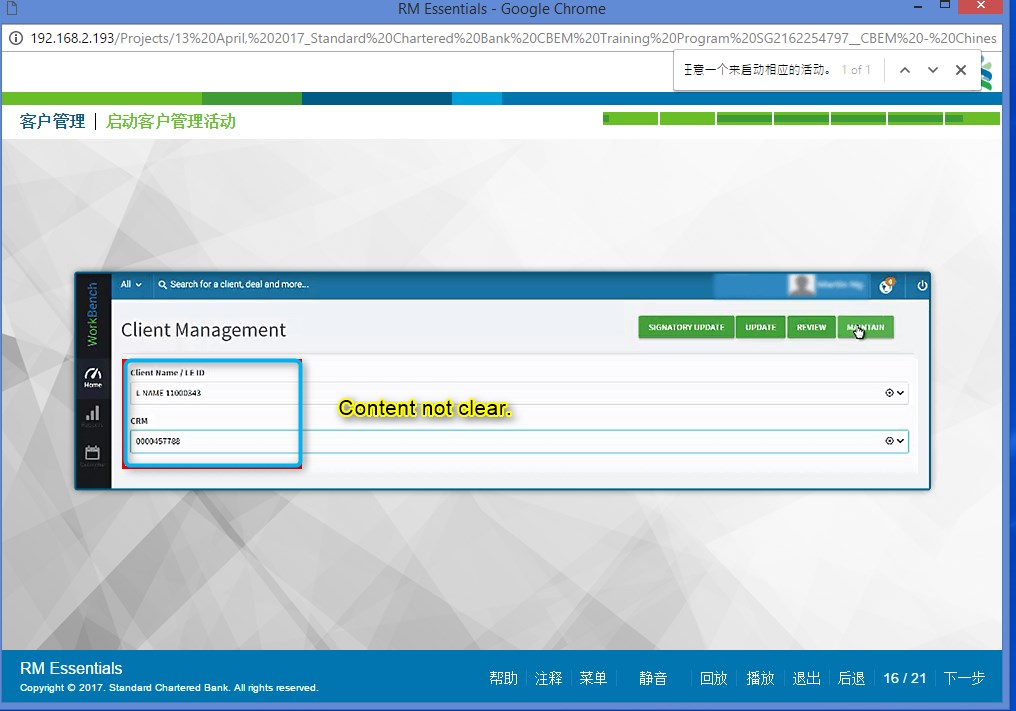 RM Essentials - Google Chrome
192.168.2.193/Projects/13%20April,%202017_Standard%20Chartered%20Bank%20CBEM%20Training%20Program%20SG2162254797__CBEM%20-%20Chines
任意一个来启动相应的活动。 1 of 1
客户管理 | 启动客户管理活动
WorkBench
All
Search for a client, deal and more...
Client Management
SIGNATORY UPDATE
UPDATE
REVIEW
MAINTAIN
Home
Client Name / LE ID
L NAME 11000343
Content not clear.
CRM
0000457788
RM Essentials
Copyright © 2017. Standard Chartered Bank. All rights reserved.
帮助 注释 菜单 静音 回放 播放 退出 后退 16 / 21 下一步